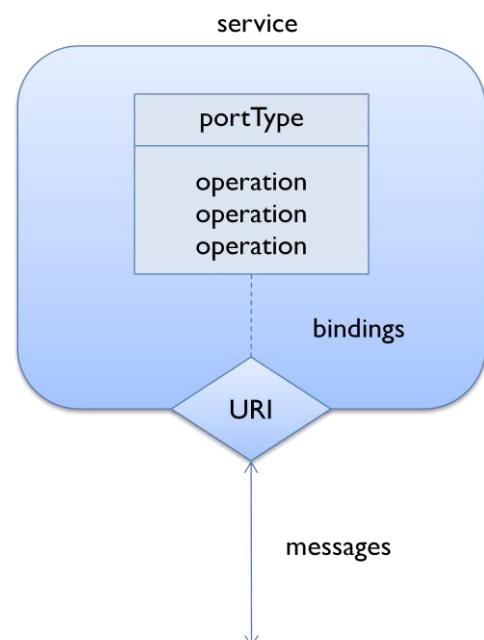 service
portType
operation
operation
operation
bindings
URI
messages